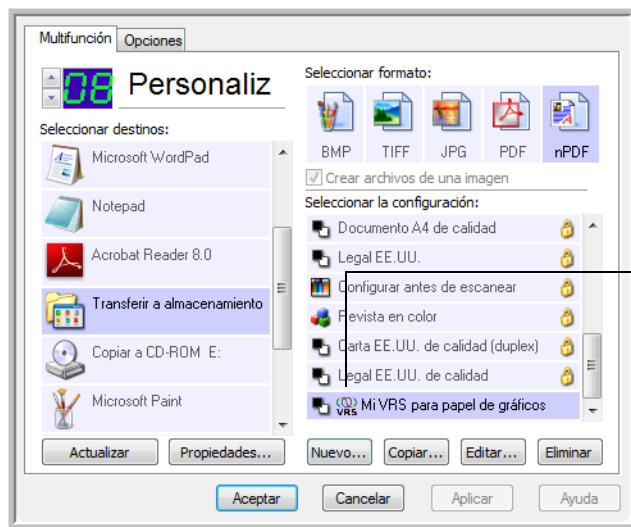 Multifunción
Opciones
08
Personaliz
Seleccionar destinos:
Microsoft WordPad
Notepad
Acrobat Reader 8.0
Transferir a almacenamiento
Copiar a CD-ROM E:
Microsoft Paint
Actualizar
Propiedades...
Seleccionar formato:
BMP
TIFF
JPG
PDF
nPDF
Crear archivos de una imagen
Seleccionar la configuración:
Documento A4 de calidad
Legal EE.UU.
Configurar antes de escanear
Revista en color
Carta EE.UU. de calidad (duplex)
Legal EE.UU. de calidad
VRS Mi VRS para papel de gráficos
Nuevo...
Copiar...
Editar...
Eliminar
Aceptar
Cancelar
Aplicar
Ayuda